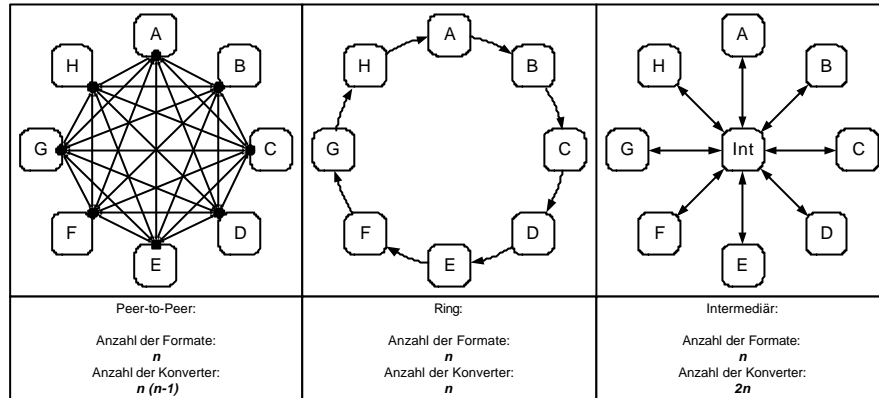 A
B
C
D
E
F
G
H
Peer-to-Peer:
Anzahl der Formate:
n
Anzahl der Konverter:
n (n-1)
A
B
C
D
E
F
G
H
Ring:
Anzahl der Formate:
n
Anzahl der Konverter:
n
A
B
C
D
E
F
G
H
Int
Intermediär:
Anzahl der Formate:
n
Anzahl der Konverter:
2n